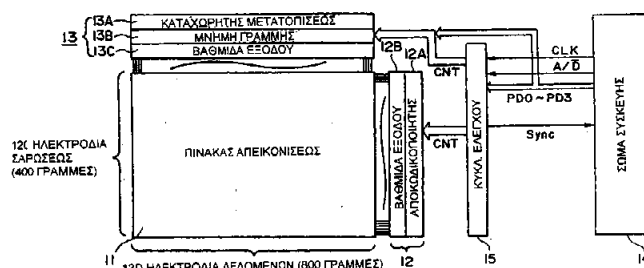 13A
ΚΑΤΑΧΩΡΗΤΗΣ ΜΕΤΑΤΟΠΙΣΕΩΣ
13
13B
ΜΝΗΜΗ ΓΡΑΜΜΗΣ
13C
ΒΑΘΜΙΔΑ ΕΞΟΔΟΥ
12B
12A
CNT
CLK
A/D̅
PD0~PD3
CNT
Sync
12C ΗΛΕΚΤΡΟΔΙΑ
ΣΑΡΩΣΕΩΣ
(400 ΓΡΑΜΜΕΣ)
ΠΙΝΑΚΑΣ ΑΠΕΙΚΟΝΙΣΕΩΣ
ΒΑΘΜΙΔΑ ΕΞΟΔΟΥ
ΑΠΟΚΩΔΙΚΟΠΟΙΗΤΗΣ
ΚΥΚΛ. ΕΛΕΓΧΟΥ
ΣΩΜΑ ΣΥΣΚΕΥΗΣ
11
12D ΗΛΕΚΤΡΟΔΙΑ ΔΕΔΟΜΕΝΩΝ (800 ΓΡΑΜΜΕΣ)
12
15